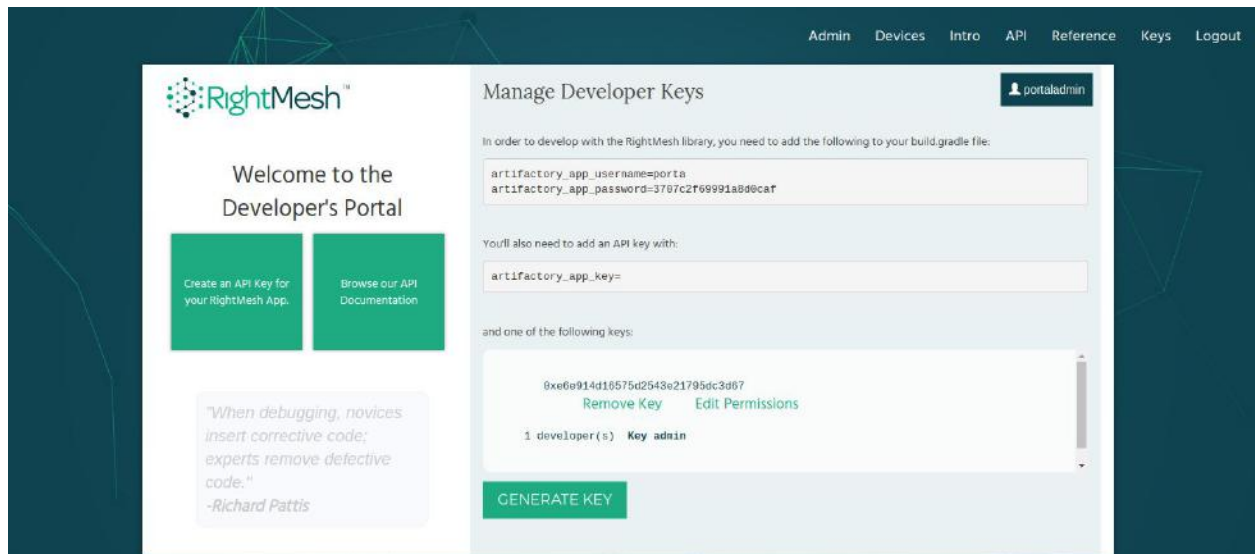 Admin Devices Intro API Reference Keys Logout
RightMesh™
Welcome to the
Developer's Portal
Create an API Key for
your RightMesh App.
Browse our API
Documentation
"When debugging, novices
insert corrective code;
experts remove defective
code."
-Richard Pattis
Manage Developer Keys
portaladmin
In order to develop with the RightMesh library, you need to add the following to your build.gradle file:
artifactory_app_username=porta
artifactory_app_password=3787c2f69991a8d0caf
You'll also need to add an API key with:
artifactory_app_key=
and one of the following keys:
0xe6e914d16575d2543e21795dc3d67
Remove Key Edit Permissions
1 developer(s) Key admin
GENERATE KEY